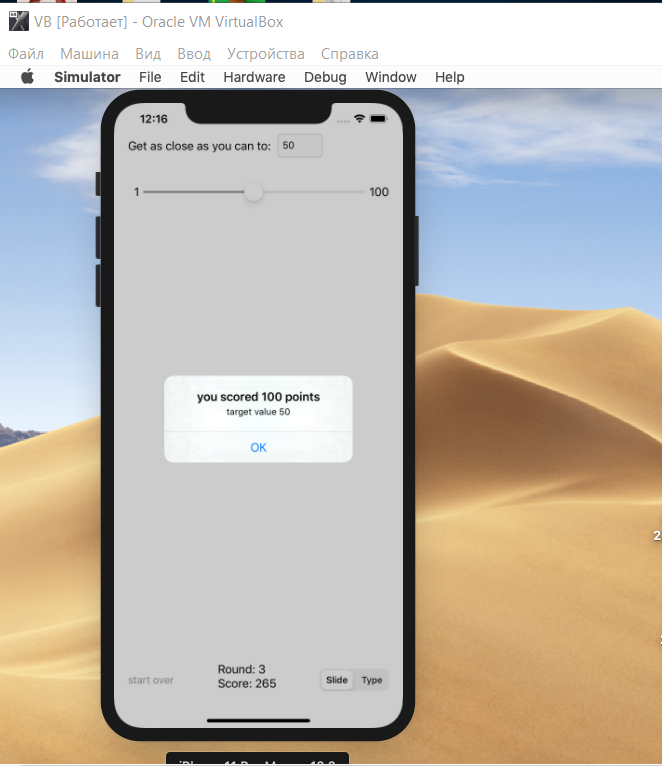 VB [Работает] - Oracle VM VirtualBox
Файл Машина Вид Ввод Устройства Справка
Simulator File Edit Hardware Debug Window Help
12:16
Get as close as you can to: 50
1 100
you scored 100 points
target value 50
OK
Round: 3
start over
Score: 265
Slide Type